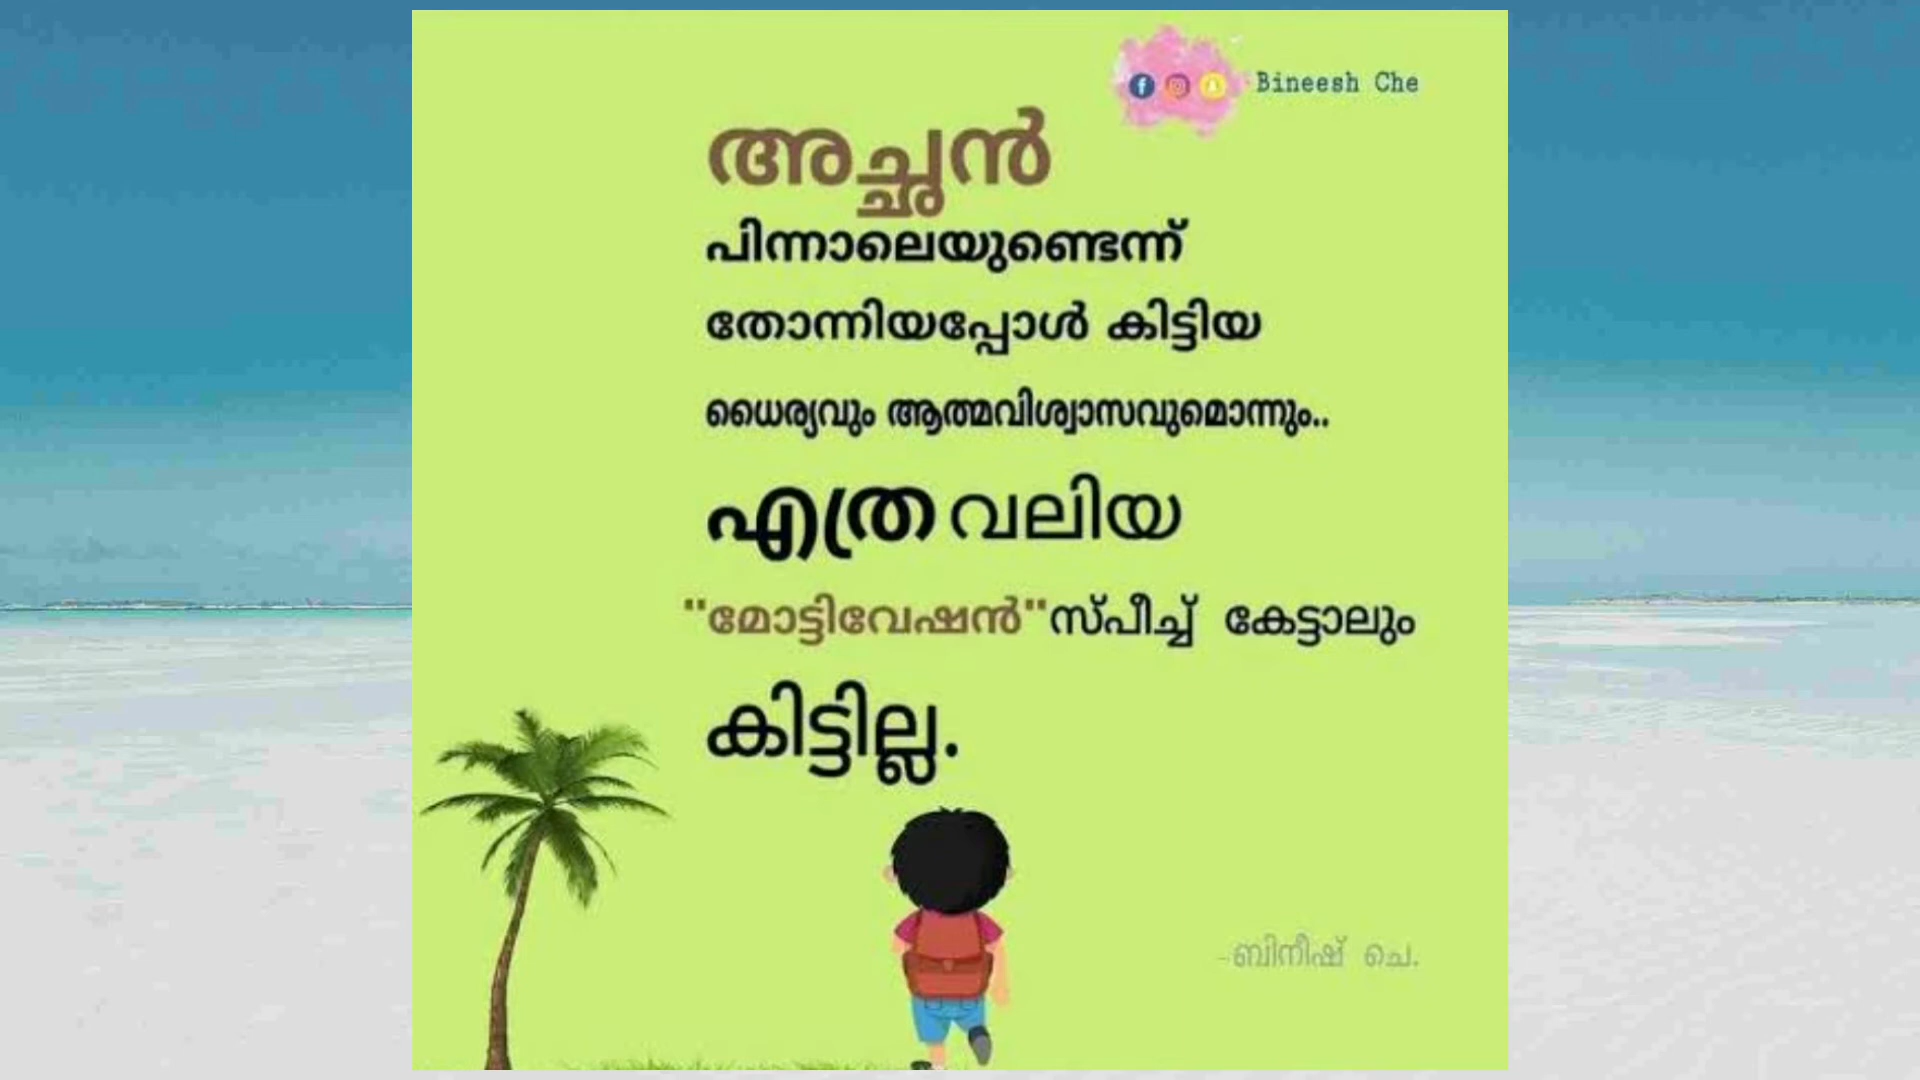 Bineesh Che
അച്ഛൻ
പിന്നാലെയുണ്ടെന്ന്
തോന്നിയപ്പോൾ കിട്ടിയ
ധൈര്യവും ആത്മവിശ്വാസവുമൊന്നും..
എത്ര വലിയ
"മോട്ടിവേഷൻ" സ്പീച്ച് കേട്ടാലും
കിട്ടില്ല.
-ബിനീഷ് ചെ.